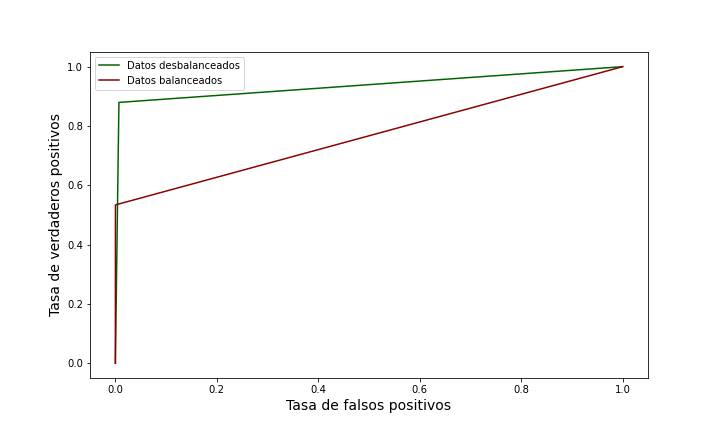 Datos desbalanceados
Datos balanceados
1.0
0.8
0.6
0.4
0.2
0.0
Tasa de verdaderos positivos
0.0 0.2 0.4 0.6 0.8 1.0
Tasa de falsos positivos